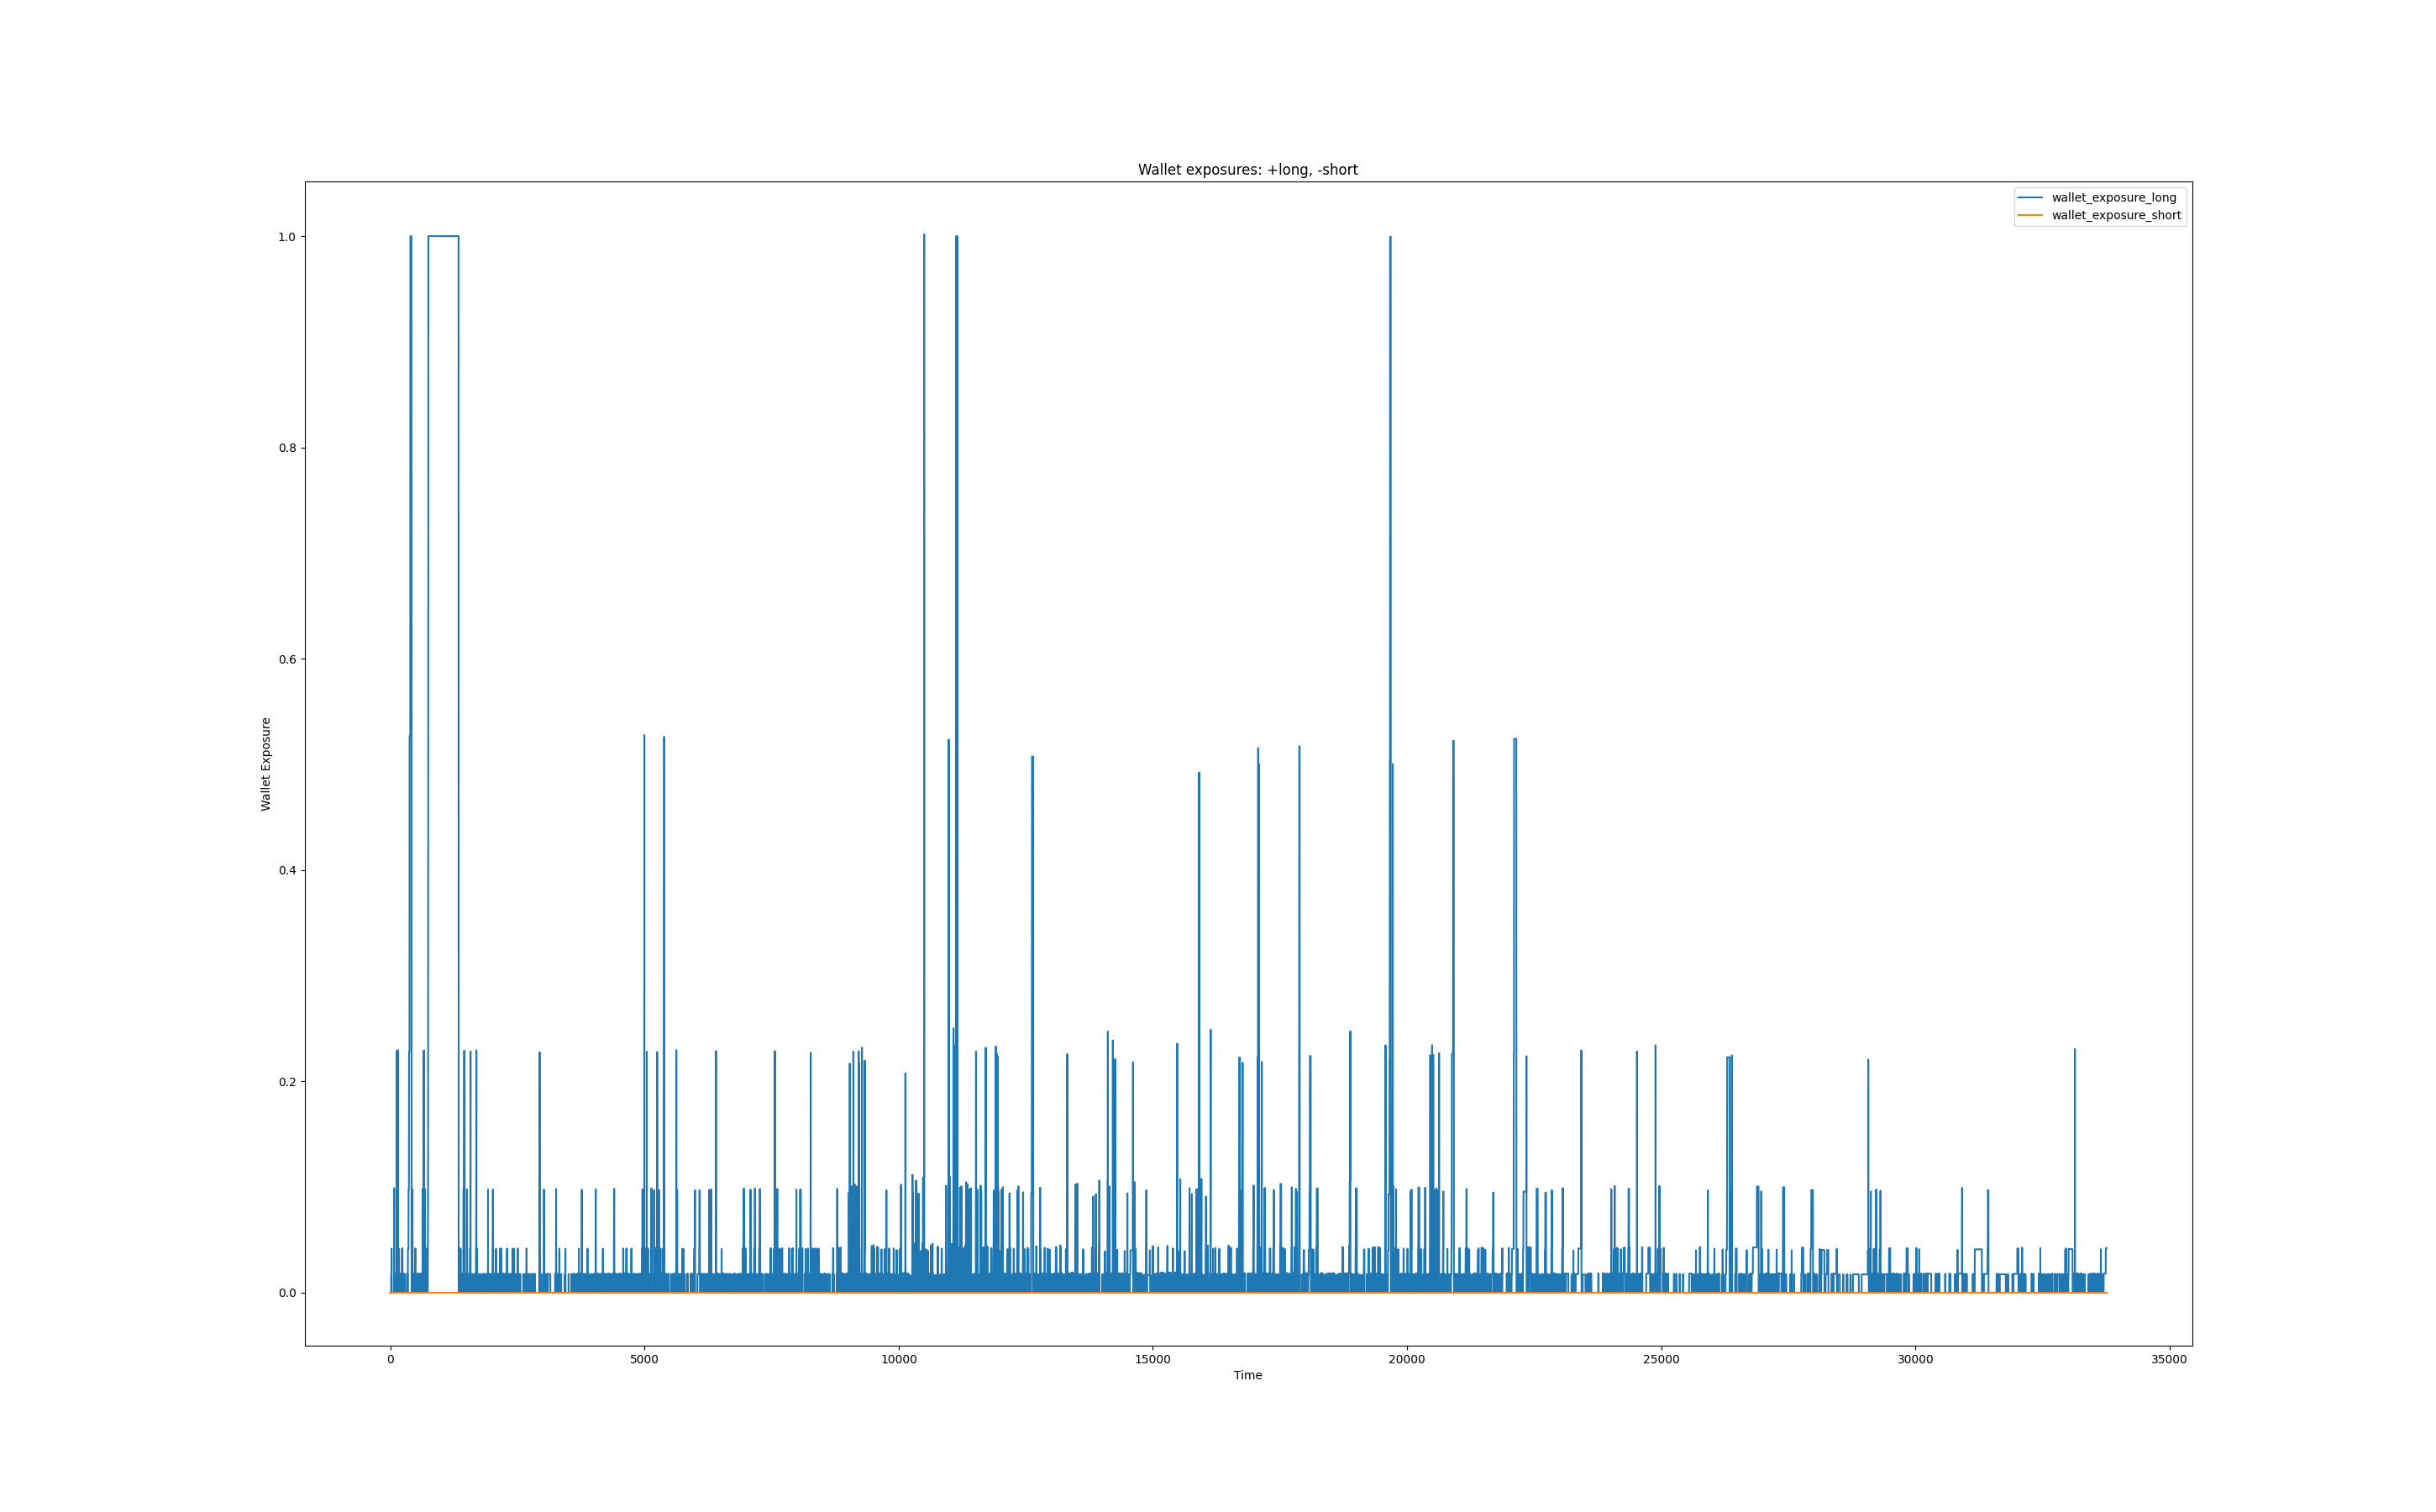 Wallet exposures: +long, -short
wallet_exposure_long
wallet_exposure_short
1.0
0.8
0.6
0.4
0.2
0.0
Wallet Exposure
0 5000 10000 15000 20000 25000 30000 35000
Time